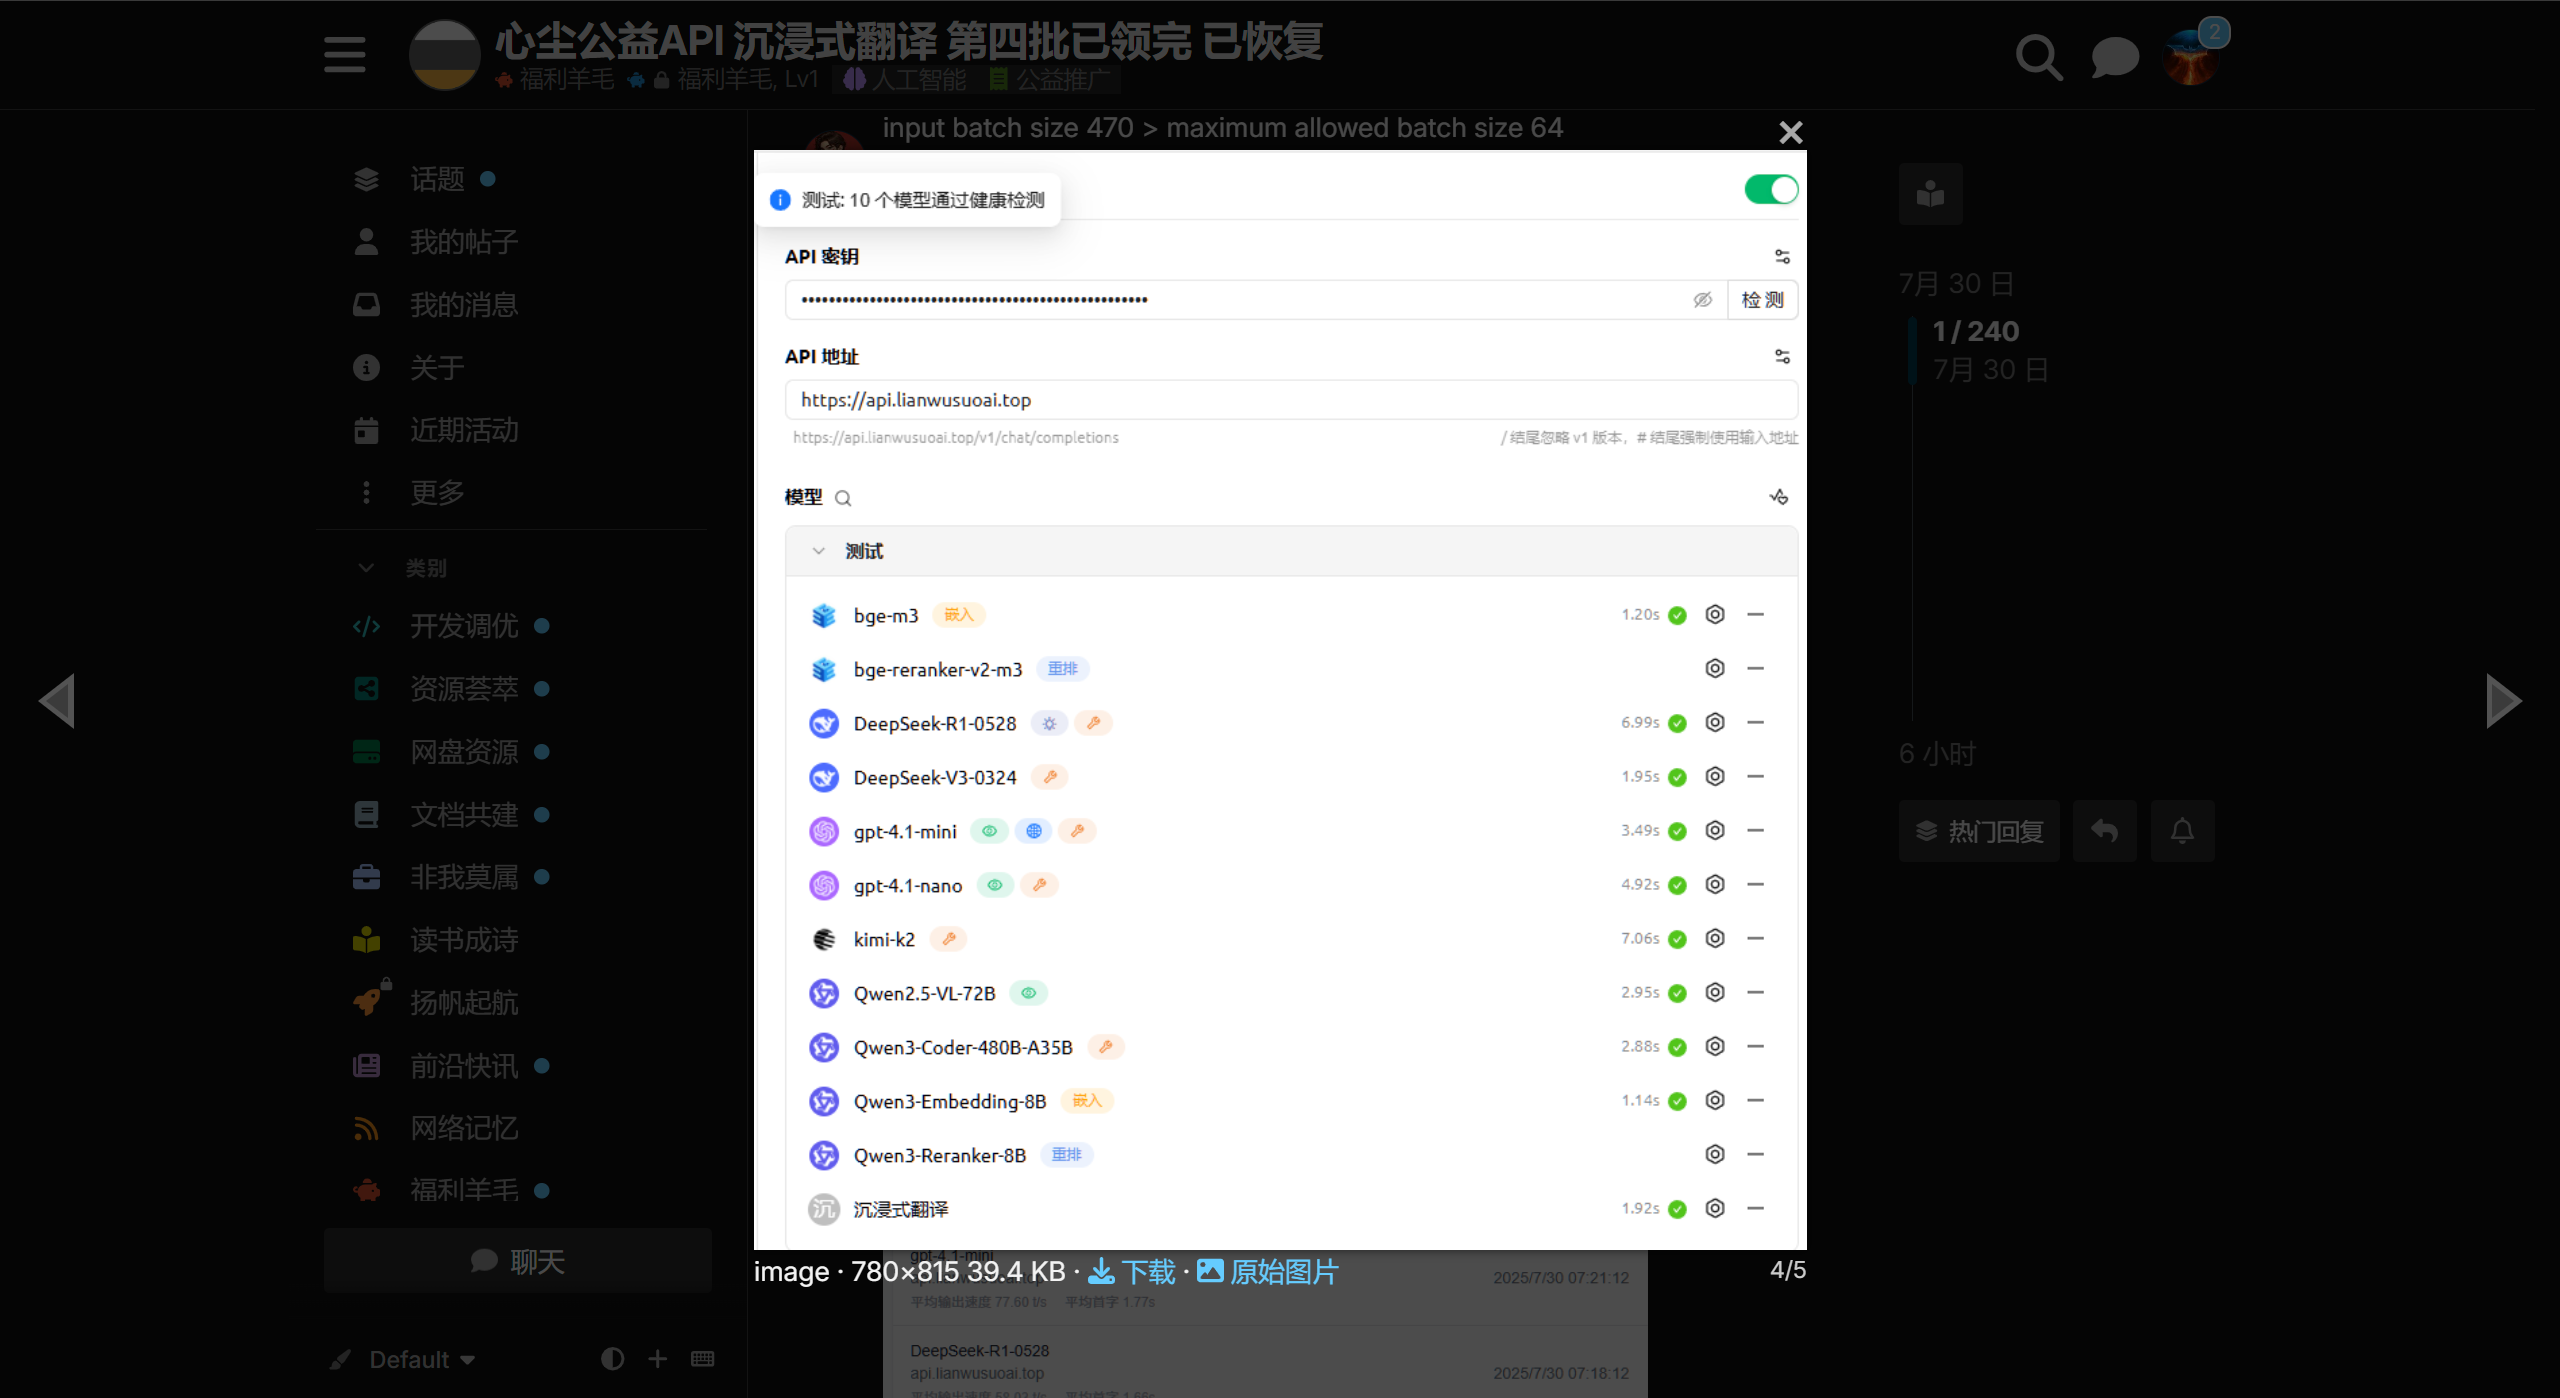 心尘公益API 沉浸式翻译 第四批已领完 已恢复
福利羊毛 福利羊毛, Lv1 人工智能 公益推广
2
input batch size 470 > maximum allowed batch size 64
话题
我的帖子
我的消息
关于
近期活动
更多
类别
开发调优
资源荟萃
网盘资源
文档共建
非我莫属
读书成诗
扬帆起航
前沿快讯
网络记忆
福利羊毛
聊天
Default
测试: 10 个模型通过健康检测
API 密钥
检 测
API 地址
https://api.lianwusuoai.top
https://api.lianwusuoai.top/v1/chat/completions / 结尾忽略 v1 版本，# 结尾强制使用输入地址
模型
测试
bge-m3 嵌入 1.20s
bge-reranker-v2-m3 重排
DeepSeek-R1-0528 6.99s
DeepSeek-V3-0324 1.95s
gpt-4.1-mini 3.49s
gpt-4.1-nano 4.92s
kimi-k2 7.06s
Qwen2.5-VL-72B 2.95s
Qwen3-Coder-480B-A35B 2.88s
Qwen3-Embedding-8B 嵌入 1.14s
Qwen3-Reranker-8B 重排
沉 沉浸式翻译 1.92s
image · 780×815 39.4 KB · 下载 · 原始图片 4/5
gpt-4.1-mini
2025/7/30 07:21:12
平均输出速度 77.60 t/s 平均首字 1.77s
DeepSeek-R1-0528
api.lianwusuoai.top 2025/7/30 07:18:12
7月 30 日
1 / 240
7月 30 日
6 小时
热门回复